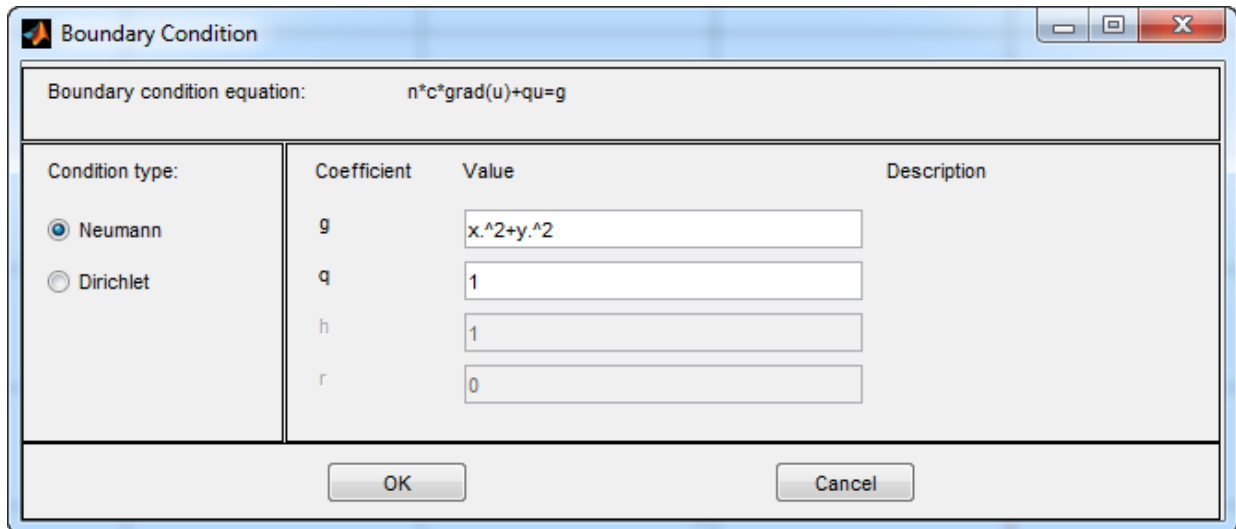 Boundary Condition
Boundary condition equation: n*c*grad(u)+qu=g
Condition type:
Neumann
Dirichlet
Coefficient Value Description
g x.^2+y.^2
q 1
h 1
r 0
OK Cancel